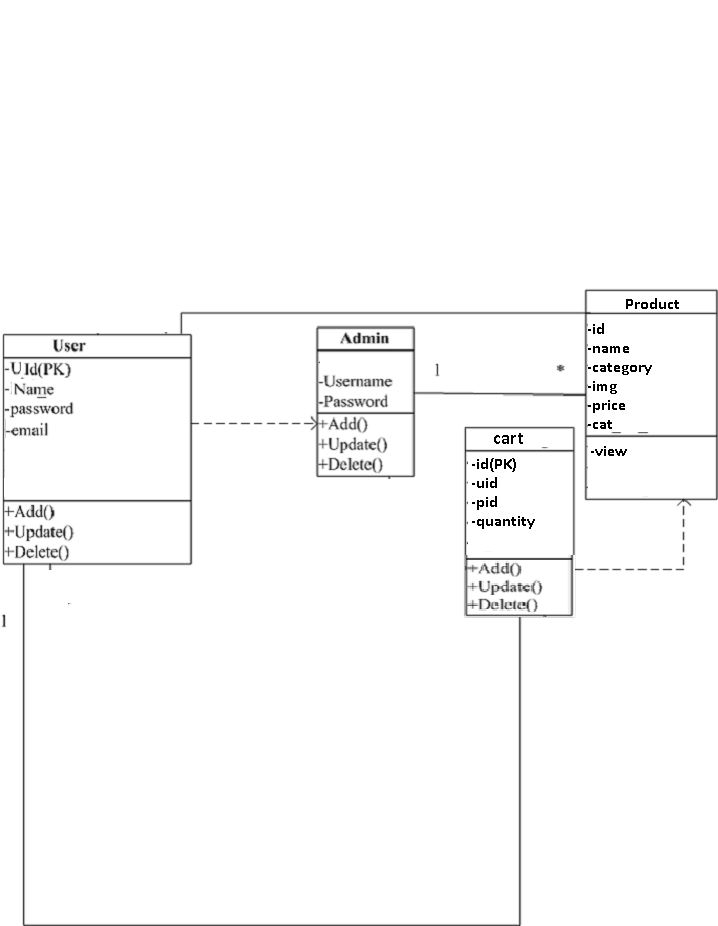 User
-UId(PK)
-Name
-password
-email
+Add()
+Update()
+Delete()
1
Admin
-Username
-Password
+Add()
+Update()
+Delete()
1
*
Product
-id
-name
-category
-img
-price
-cat_ _
-view
cart _
-id(PK)
-uid
-pid
-quantity
+Add()
+Update()
+Delete()